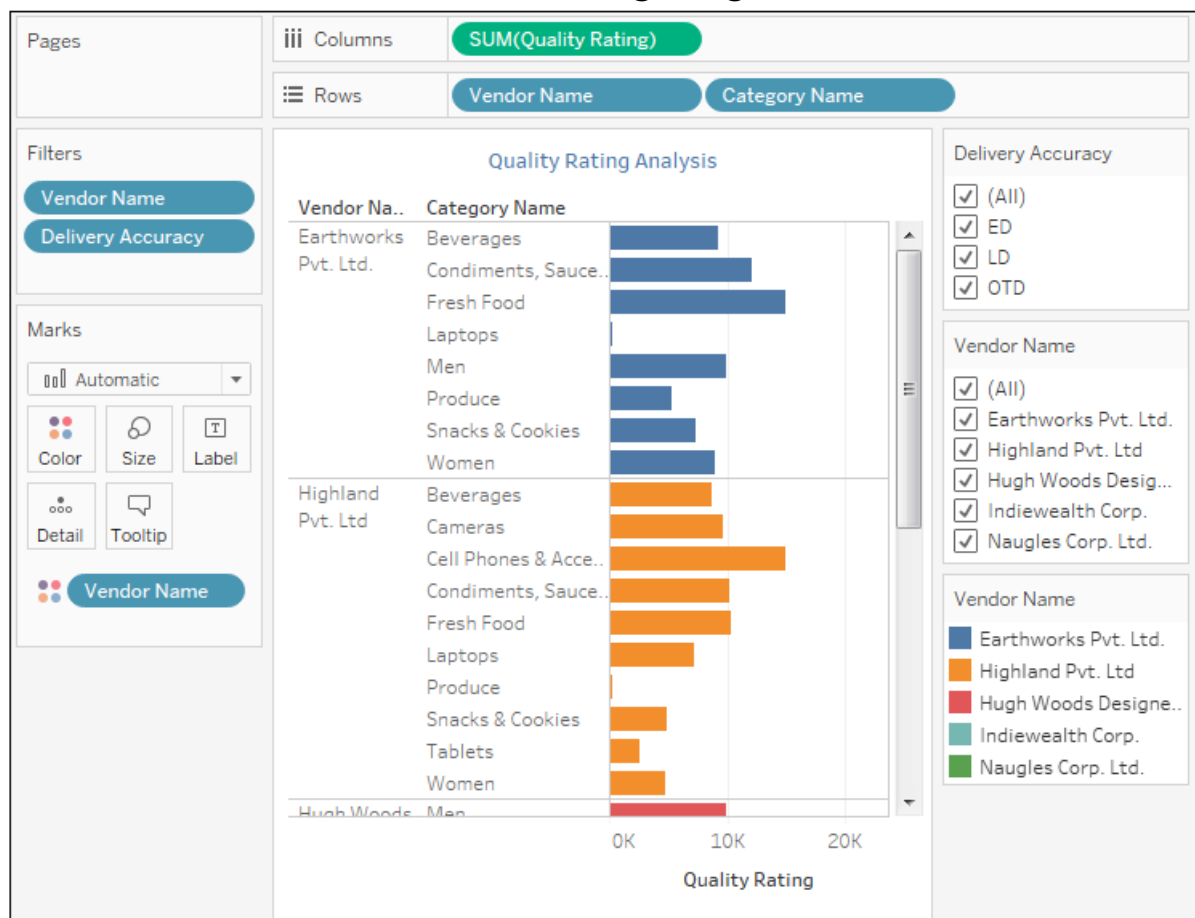 Pages
Columns
SUM(Quality Rating)
Rows
Vendor Name
Category Name
Filters
Vendor Name
Delivery Accuracy
Marks
Automatic
Color
Size
T
Label
Detail
Tooltip
Vendor Name
Quality Rating Analysis
Vendor Na..
Category Name
Earthworks
Pvt. Ltd.
Beverages
Condiments, Sauce..
Fresh Food
Laptops
Men
Produce
Snacks & Cookies
Women
Highland
Pvt. Ltd
Beverages
Cameras
Cell Phones & Acce..
Condiments, Sauce..
Fresh Food
Laptops
Produce
Snacks & Cookies
Tablets
Women
Hugh Woods
Men
0K
10K
20K
Quality Rating
Delivery Accuracy
(All)
ED
LD
OTD
Vendor Name
(All)
Earthworks Pvt. Ltd.
Highland Pvt. Ltd
Hugh Woods Desig...
Indiewealth Corp.
Naugles Corp. Ltd.
Vendor Name
Earthworks Pvt. Ltd.
Highland Pvt. Ltd
Hugh Woods Designe..
Indiewealth Corp.
Naugles Corp. Ltd.